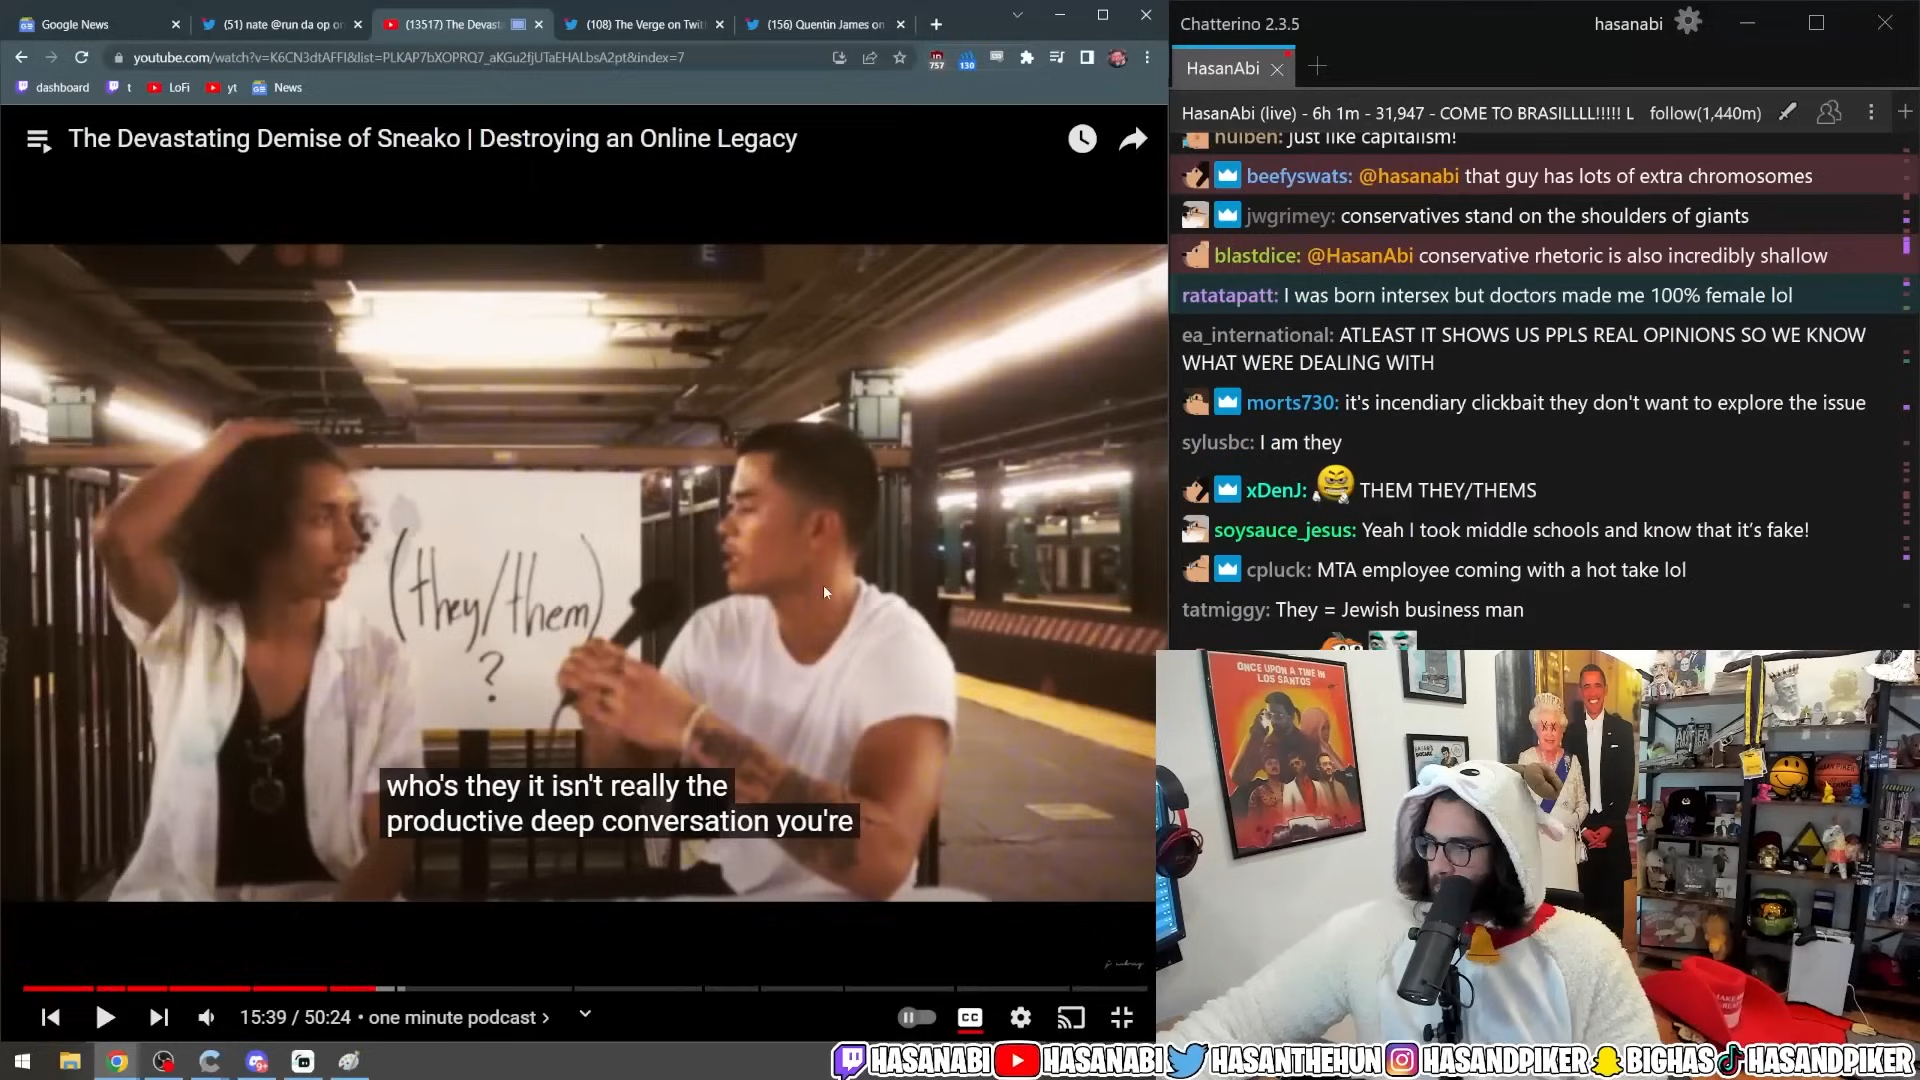 Google News
(51) nate @run da op on
(13517) The Devast
(108) The Verge on Twitt
(156) Quentin James on
youtube.com/watch?v=K6CN3dtAFFI&list=PLKAP7bXOPRQ7_aKGu2fjUTaEHALbsA2pt&index=7
757
130
dashboard
t
LoFi
yt
News
The Devastating Demise of Sneako | Destroying an Online Legacy
(they/them)
?
who's they it isn't really the
productive deep conversation you're
15:39 / 50:24 • one minute podcast
CC
Chatterino 2.3.5
hasanabi
HasanAbi
HasanAbi (live) - 6h 1m - 31,947 - COME TO BRASILLLL!!!!! L
follow(1,440m)
nuiben: Just like capitalism!
beefyswats: @hasanabi that guy has lots of extra chromosomes
jwgrimey: conservatives stand on the shoulders of giants
blastdice: @HasanAbi conservative rhetoric is also incredibly shallow
ratatapatt: I was born intersex but doctors made me 100% female lol
ea_international: ATLEAST IT SHOWS US PPLS REAL OPINIONS SO WE KNOW
WHAT WERE DEALING WITH
morts730: it's incendiary clickbait they don't want to explore the issue
sylusbc: I am they
xDenJ: THEM THEY/THEMS
soysauce_jesus: Yeah I took middle schools and know that it's fake!
cpluck: MTA employee coming with a hot take lol
tatmiggy: They = Jewish business man
ONCE UPON A TIME IN
LOS SANTOS
HASANABI
HASANABI
HASANTHEHUN
HASANDPIKER
BIGHAS
HASANDPIKER